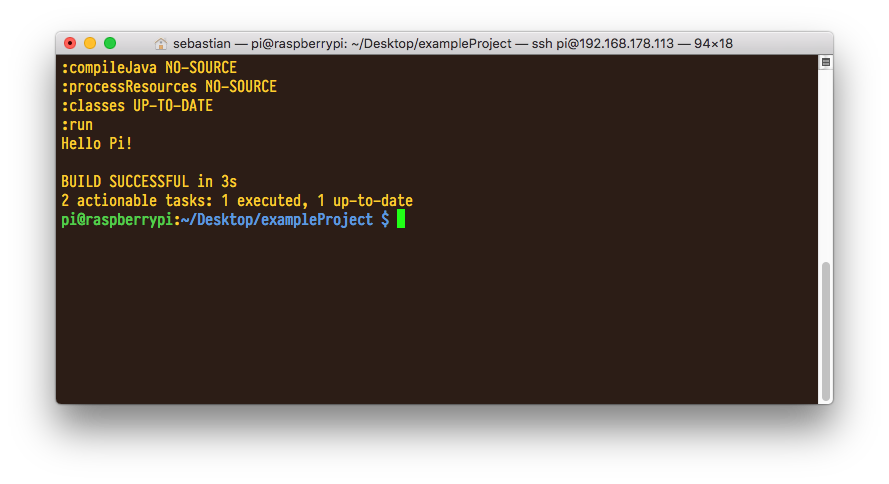 sebastian — pi@raspberrypi: ~/Desktop/exampleProject — ssh pi@192.168.178.113 — 94×18
:compileJava NO-SOURCE
:processResources NO-SOURCE
:classes UP-TO-DATE
:run
Hello Pi!
BUILD SUCCESSFUL in 3s
2 actionable tasks: 1 executed, 1 up-to-date
pi@raspberrypi:~/Desktop/exampleProject $